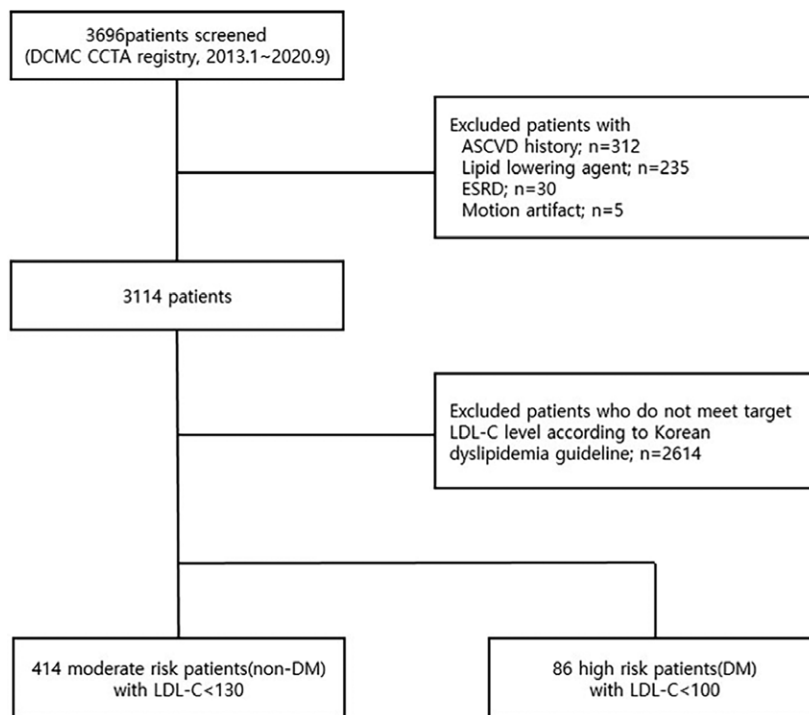 3696patients screened
(DCMC CCTA registry, 2013.1~2020.9)
Excluded patients with
ASCVD history; n=312
Lipid lowering agent; n=235
ESRD; n=30
Motion artifact; n=5
3114 patients
Excluded patients who do not meet target
LDL-C level according to Korean
dyslipidemia guideline; n=2614
414 moderate risk patients(non-DM)
with LDL-C<130
86 high risk patients(DM)
with LDL-C<100